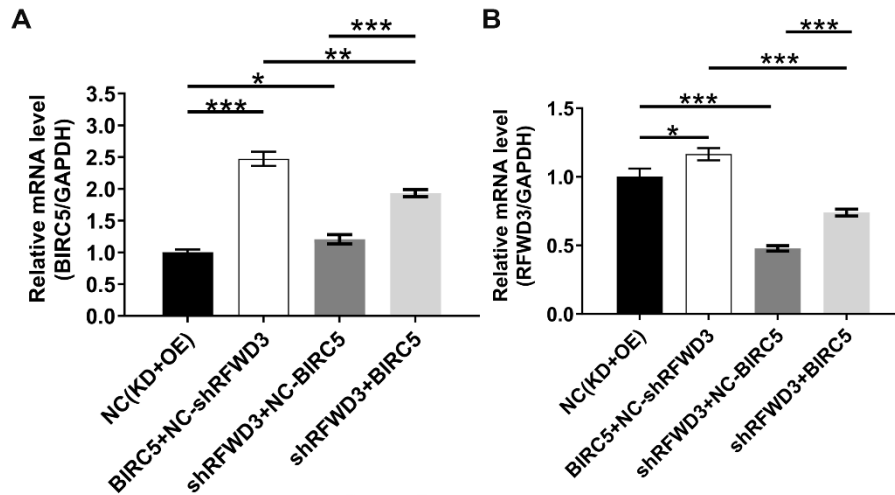 A
***
**
*
***
Relative mRNA level
(BIRC5/GAPDH)
3.5
3.0
2.5
2.0
1.5
1.0
0.5
0.0
NC(KD+OE)
BIRC5+NC-shRFWD3
shRFWD3+NC-BIRC5
shRFWD3+BIRC5
B
***
***
***
*
Relative mRNA level
(RFWD3/GAPDH)
1.5
1.0
0.5
0.0
NC(KD+OE)
BIRC5+NC-shRFWD3
shRFWD3+NC-BIRC5
shRFWD3+BIRC5